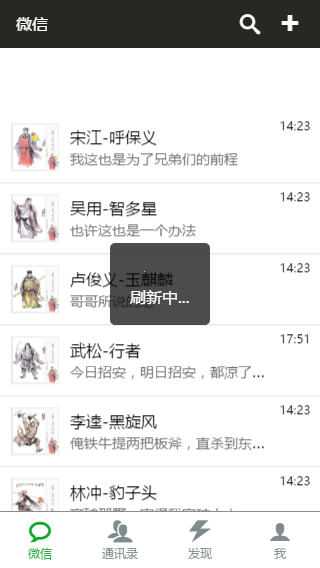 微信
14:23
宋江-呼保义
我这也是为了兄弟们的前程
14:23
吴用-智多星
也许这也是一个办法
14:23
卢俊义-玉麒麟
哥哥所说的是
刷新中...
17:51
武松-行者
今日招安，明日招安，都凉了...
14:23
李逵-黑旋风
俺铁牛提两把板斧，直杀到东...
14:23
林冲-豹子头
微信
通讯录
发现
我